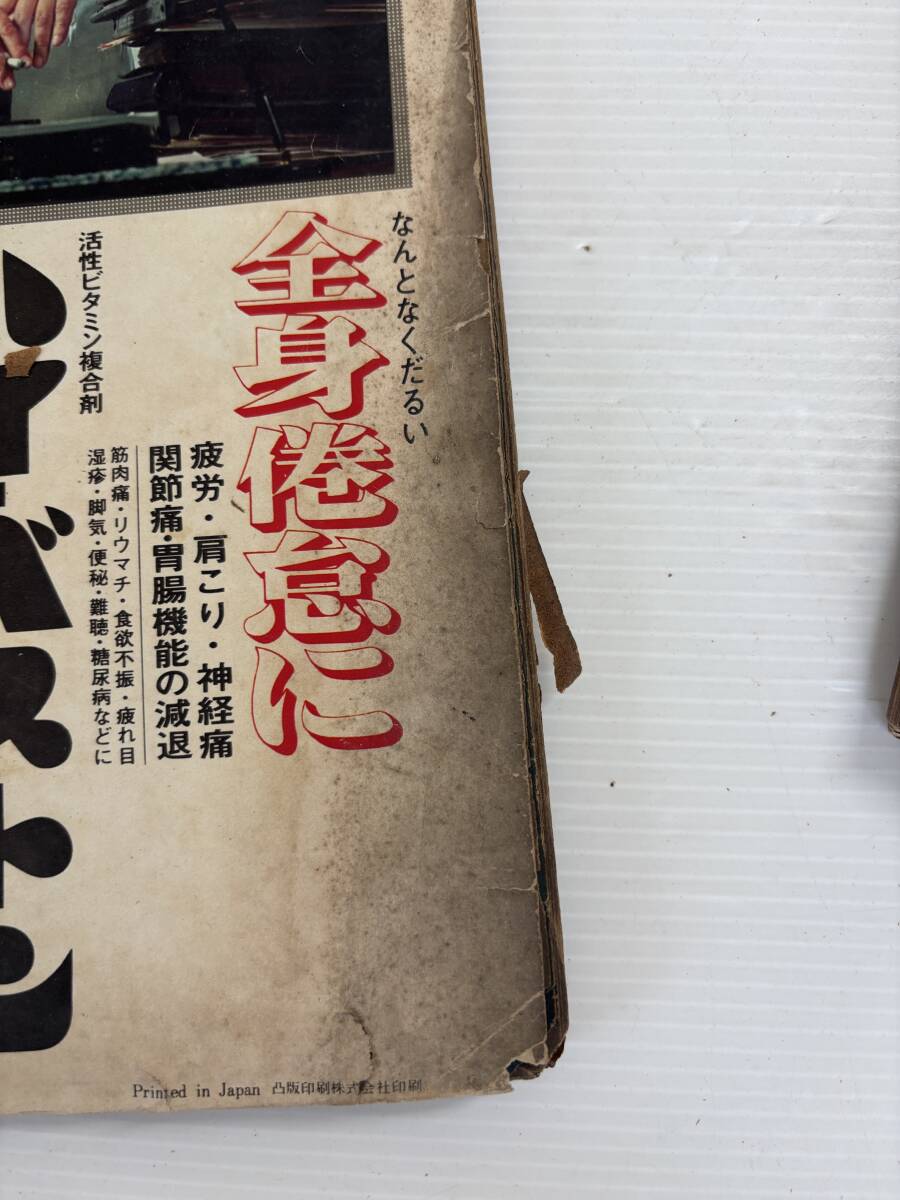 なんとなくだるい
全身倦怠に
疲労・肩こり・神経痛
関節痛・胃腸機能の減退
筋肉痛・リウマチ・食欲不振・疲れ目
湿疹・脚気・便秘・難聴・糖尿病などに
活性ビタミン複合剤
Printed in Japan 凸版印刷株式会社印刷